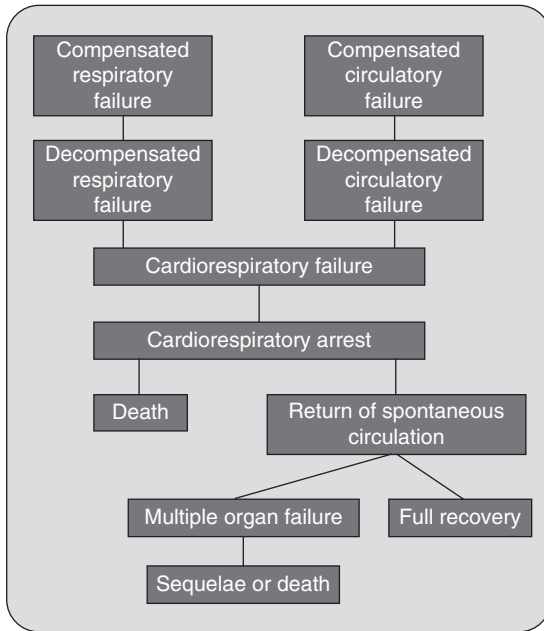 Compensated
respiratory
failure
Compensated
circulatory
failure
Decompensated
respiratory
failure
Decompensated
circulatory
failure
Cardiorespiratory failure
Cardiorespiratory arrest
Death
Return of spontaneous
circulation
Multiple organ failure
Full recovery
Sequelae or death